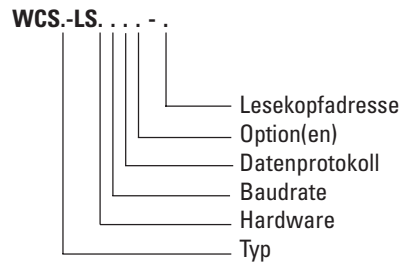 WCS.-LS. . . . - .
Lesekopfadresse
Option(en)
Datenprotokoll
Baudrate
Hardware
Typ